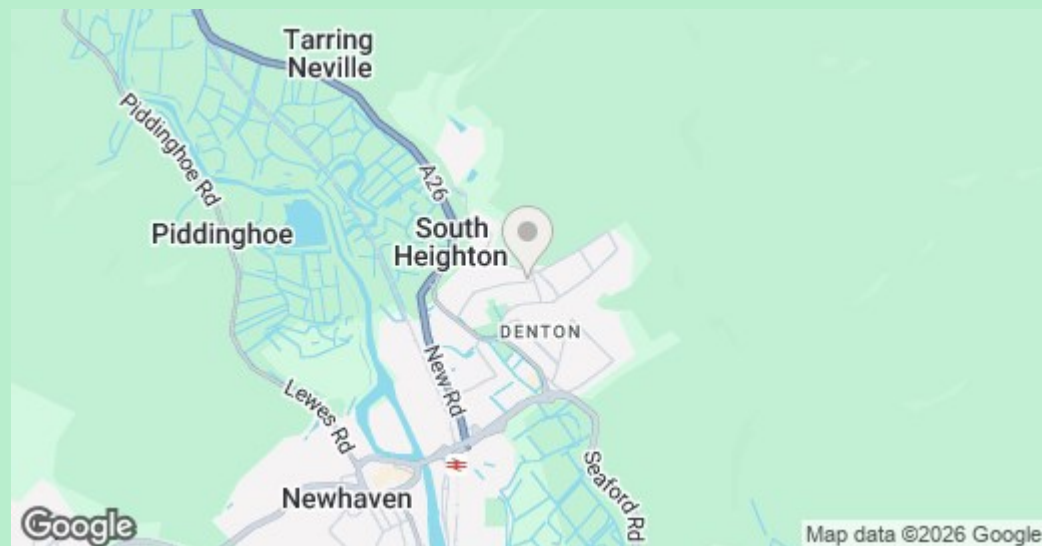 Tarring
Neville
Piddinghoe Rd
A26
South
Heighton
Piddinghoe
DENTON
New Rd
Lewes Rd
Seaford Rd
Newhaven
Google
Map data ©2026 Google